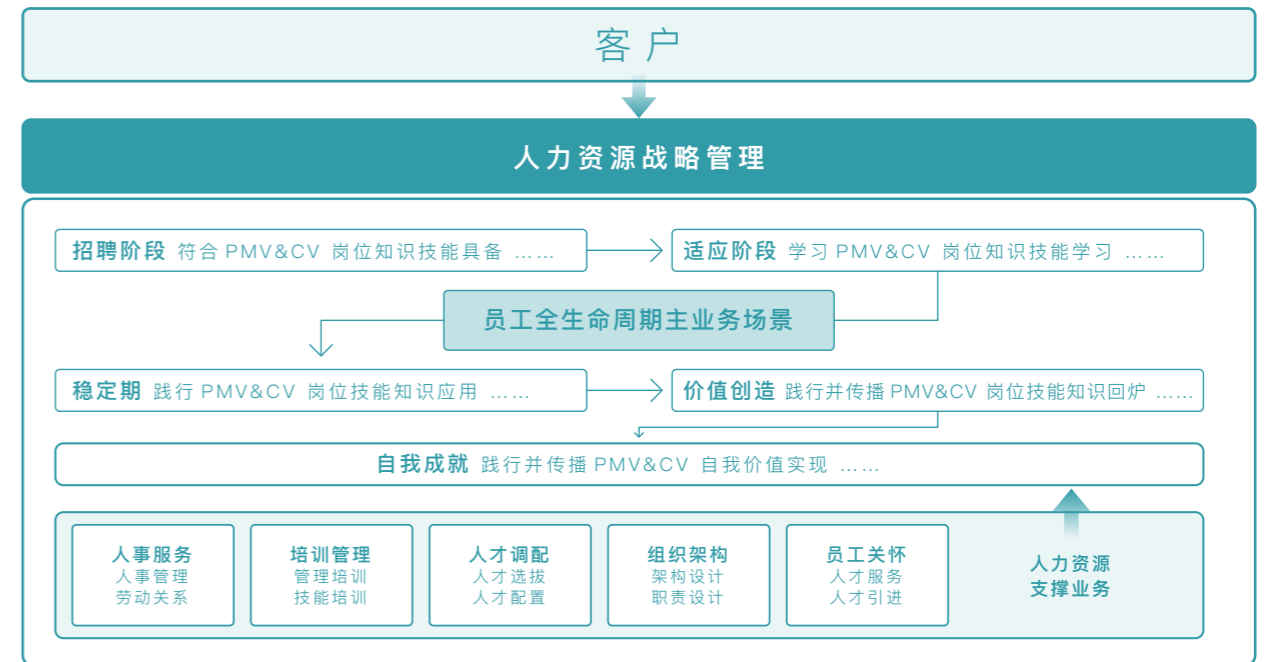 客户
人力资源战略管理
招聘阶段 符合 PMV&CV 岗位知识技能具备 ……
适应阶段 学习 PMV&CV 岗位知识技能学习 ……
员工全生命周期主业务场景
稳定期 践行 PMV&CV 岗位技能知识应用 ……
价值创造 践行并传播 PMV&CV 岗位技能知识回炉 ……
自我成就 践行并传播 PMV&CV 自我价值实现 ……
人事服务
人事管理
劳动关系
培训管理
管理培训
技能培训
人才调配
人才选拔
人才配置
组织架构
架构设计
职责设计
员工关怀
人才服务
人才引进
人力资源
支撑业务